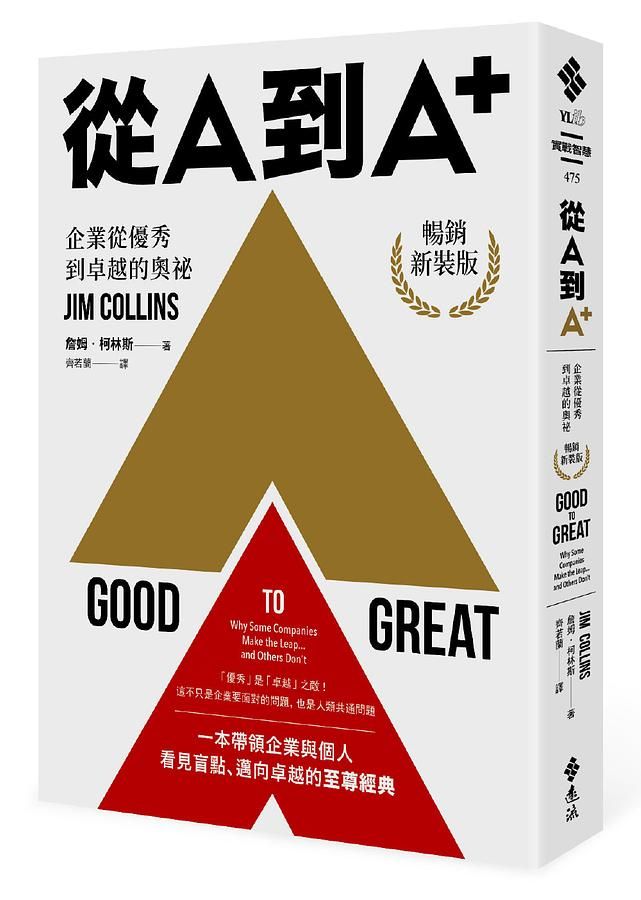 從A到A+
企業從優秀
到卓越的奧祕
JIM COLLINS
詹姆・柯林斯——著
齊若蘭——譯
暢銷
新裝版
GOOD
TO
GREAT
Why Some Companies
Make the Leap...
and Others Don't
「優秀」是「卓越」之敵！
這不只是企業要面對的問題，也是人類共通問題
一本帶領企業與個人
看見盲點、邁向卓越的至尊經典
YLib
實戰智慧
475
從A到A+
企業從優秀
到卓越的奧祕
暢銷
新裝版
GOOD
TO
GREAT
Why Some
Companies
Make the Leap...
and Others Don't
JIM COLLINS
詹姆・柯林斯——著
齊若蘭——譯
遠流